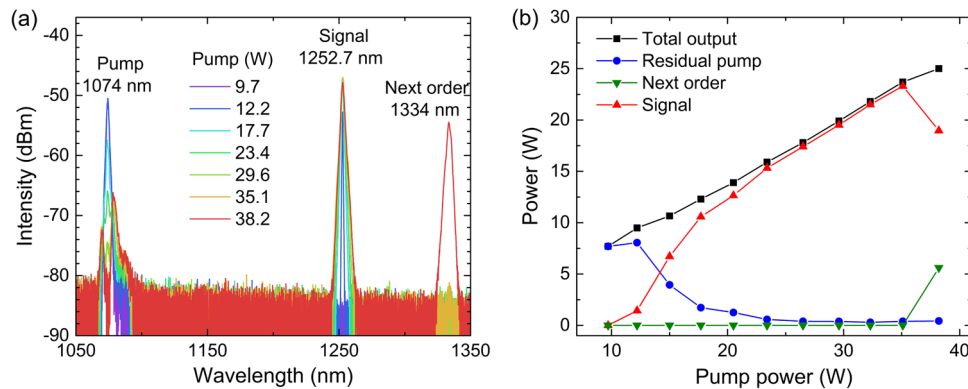 (a)
-40
-50
-60
-70
-80
-90
Intensity (dBm)
1050
1150
1250
1350
Wavelength (nm)
Pump
1074 nm
Pump (W)
9.7
12.2
17.7
23.4
29.6
35.1
38.2
Signal
1252.7 nm
Next order
1334 nm
(b)
30
25
20
15
10
5
0
Power (W)
10
20
30
40
Pump power (W)
Total output
Residual pump
Next order
Signal